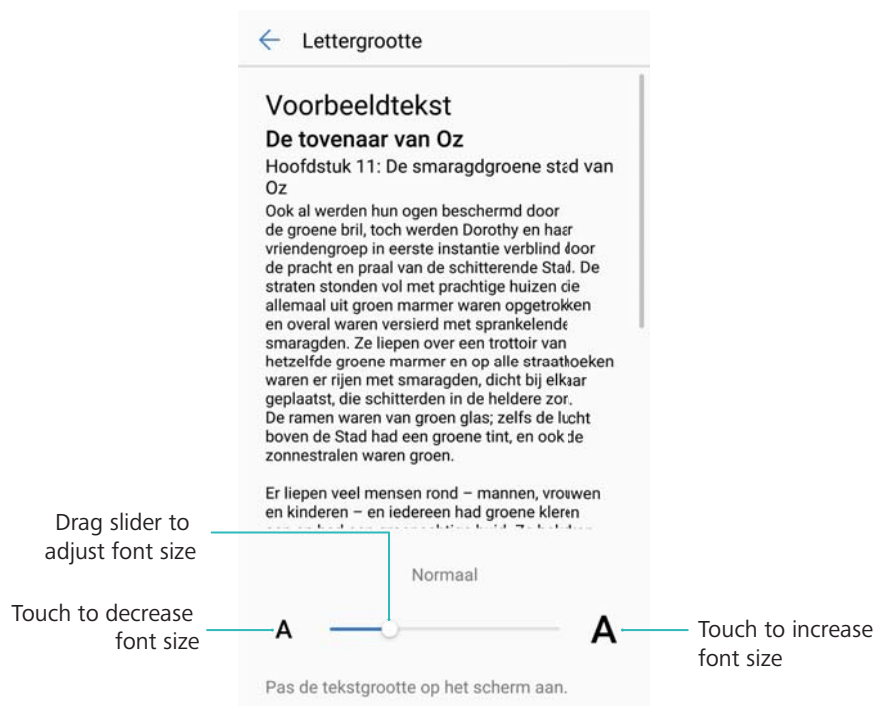 Lettergrootte
Voorbeeldtekst
De tovenaar van Oz
Hoofdstuk 11: De smaragdgroene stad van
Oz
Ook al werden hun ogen beschermd door
de groene bril, toch werden Dorothy en haar
vriendengroep in eerste instantie verblind door
de pracht en praal van de schitterende Stad. De
straten stonden vol met prachtige huizen die
allemaal uit groen marmer waren opgetrokken
en overal waren versierd met sprankelende
smaragden. Ze liepen over een trottoir van
hetzelfde groene marmer en op alle straathoeken
waren er rijen met smaragden, dicht bij elkaar
geplaatst, die schitterden in de heldere zon.
De ramen waren van groen glas; zelfs de lucht
boven de Stad had een groene tint, en ook de
zonnestralen waren groen.
Er liepen veel mensen rond – mannen, vrouwen
en kinderen – en iedereen had groene kleren
Drag slider to
adjust font size
Normaal
Touch to decrease
font size
A
A
Touch to increase
font size
Pas de tekstgrootte op het scherm aan.